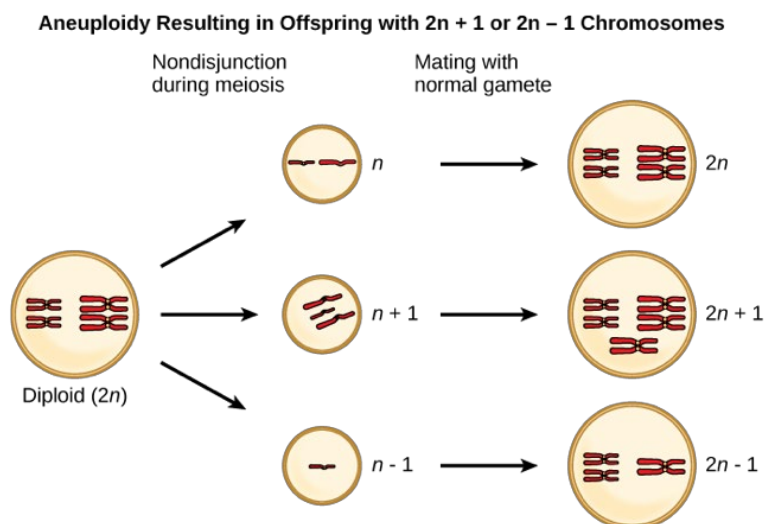 Aneuploidy Resulting in Offspring with 2n + 1 or 2n – 1 Chromosomes
Nondisjunction
during meiosis
Mating with
normal gamete
n
2n
n + 1
2n + 1
Diploid (2n)
n - 1
2n - 1